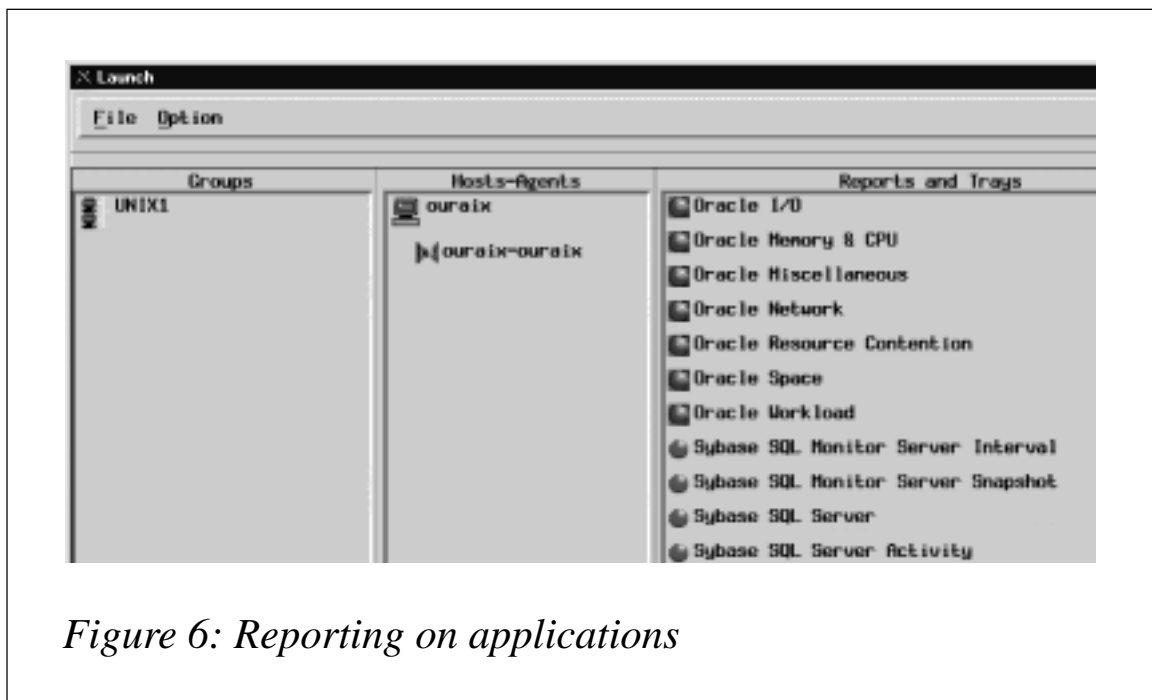 X Launch
File Option
Groups
Hosts-Agents
Reports and Trays
UNIX1
ouraix
ouraix-ouraix
Oracle I/O
Oracle Memory & CPU
Oracle Miscellaneous
Oracle Network
Oracle Resource Contention
Oracle Space
Oracle Workload
Sybase SQL Monitor Server Interval
Sybase SQL Monitor Server Snapshot
Sybase SQL Server
Sybase SQL Server Activity
Figure 6: Reporting on applications